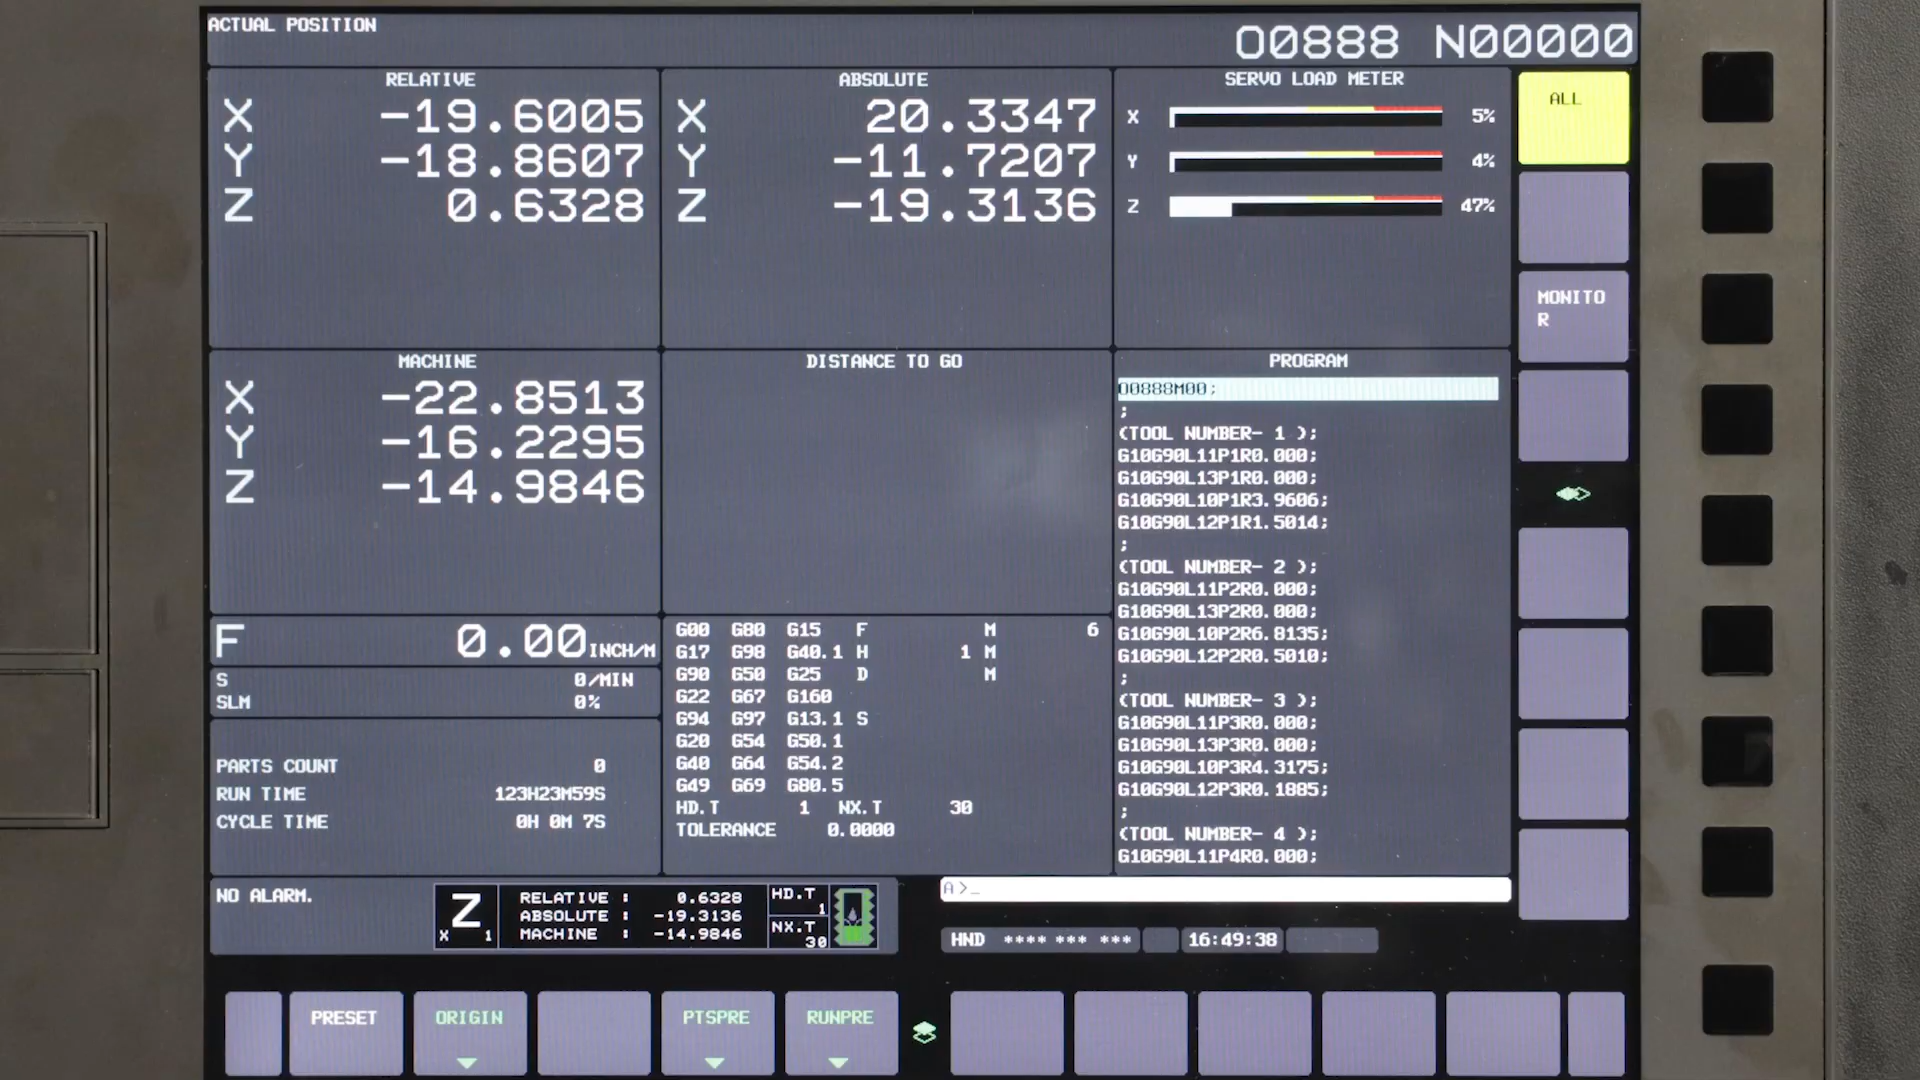 ACTUAL POSITION
O0888 N00000
RELATIVE
X -19.6005
Y -18.8607
Z 0.6328
ABSOLUTE
X 20.3347
Y -11.7207
Z -19.3136
SERVO LOAD METER
X 5%
Y 4%
Z 47%
ALL
MONITO
R
MACHINE
X -22.8513
Y -16.2295
Z -14.9846
DISTANCE TO GO
PROGRAM
O0888M00;
;
(TOOL NUMBER- 1 );
G10G90L11P1R0.000;
G10G90L13P1R0.000;
G10G90L10P1R3.9606;
G10G90L12P1R1.5014;
;
(TOOL NUMBER- 2 );
G10G90L11P2R0.000;
G10G90L13P2R0.000;
G10G90L10P2R6.8135;
G10G90L12P2R0.5010;
;
(TOOL NUMBER- 3 );
G10G90L11P3R0.000;
G10G90L13P3R0.000;
G10G90L10P3R4.3175;
G10G90L12P3R0.1885;
;
(TOOL NUMBER- 4 );
G10G90L11P4R0.000;
F 0.00 INCH/M
S 0/MIN
SLM 0%
PARTS COUNT 0
RUN TIME 123H23M59S
CYCLE TIME 0H 0M 7S
G00 G80 G15 F M 6
G17 G98 G40.1 H 1 M
G90 G50 G25 D M
G22 G67 G160
G94 G97 G13.1 S
G20 G54 G50.1
G40 G64 G54.2
G49 G69 G80.5
HD.T 1 NX.T 30
TOLERANCE 0.0000
NO ALARM.
Z
X 1
RELATIVE : 0.6328
ABSOLUTE : -19.3136
MACHINE : -14.9846
HD.T
1
NX.T
30
A>_
HND **** *** ***
16:49:38
PRESET
ORIGIN
PTSPRE
RUNPRE